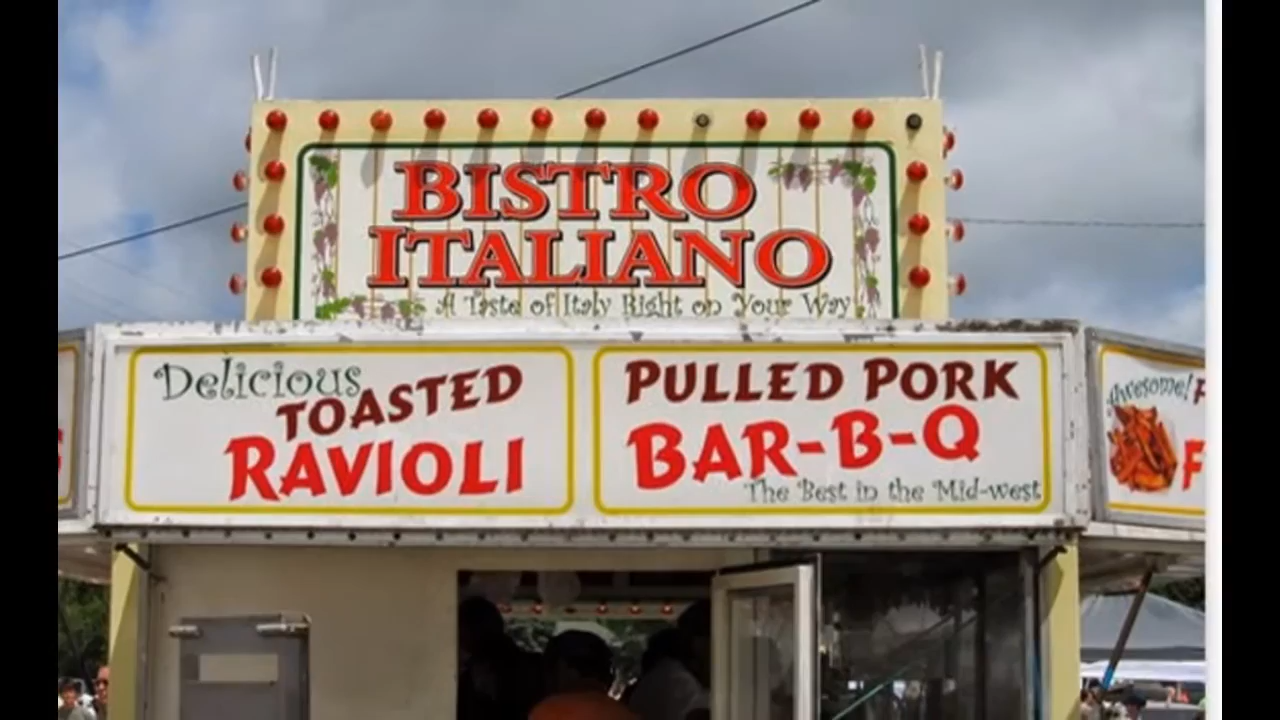 BISTRO
ITALIANO
A Taste of Italy Right on Your Way
Delicious
TOASTED
RAVIOLI
PULLED PORK
BAR-B-Q
The Best in the Mid-west
Awesome!